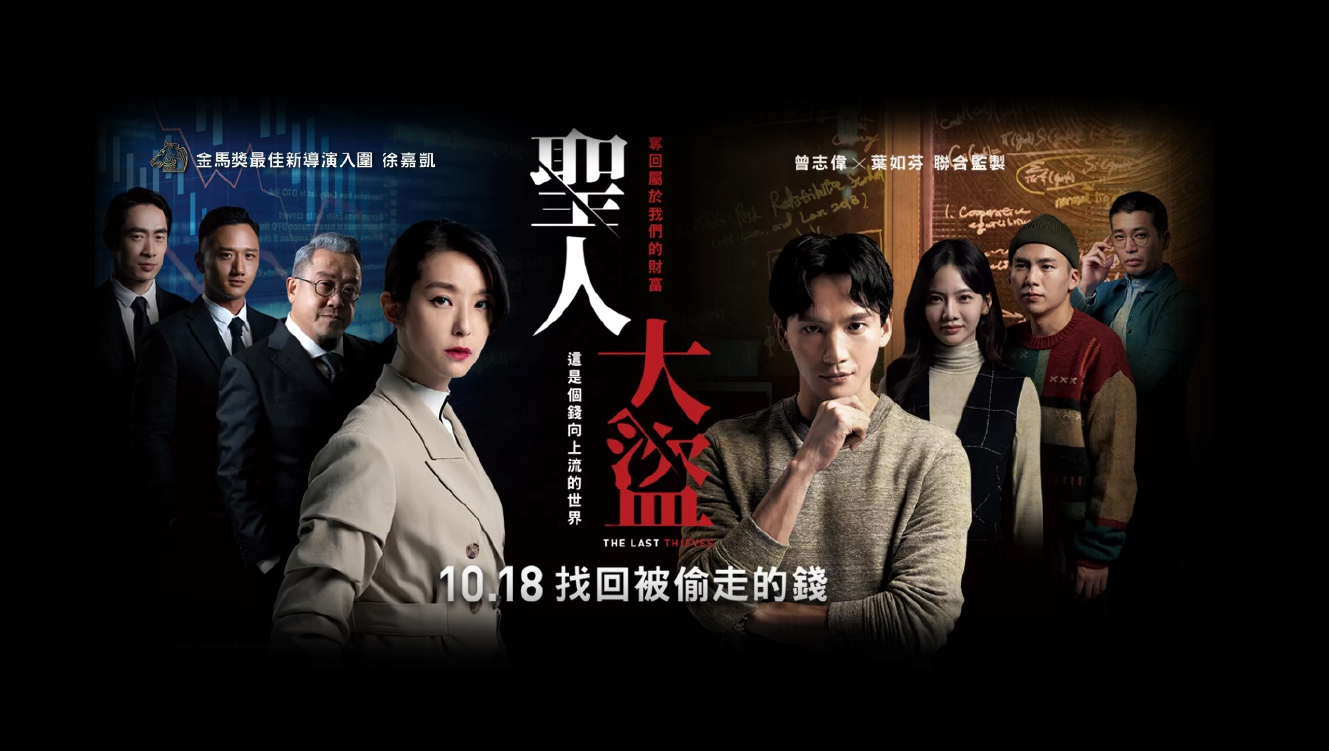 金馬獎最佳新導演入圍 徐嘉凱
曾志偉×葉如芬 聯合監製
聖人
大盜
奪回屬於我們的財富
這是個錢向上流的世界
THE LAST THIEVES
10.18 找回被偷走的錢
Redistribute
1. Cooperative